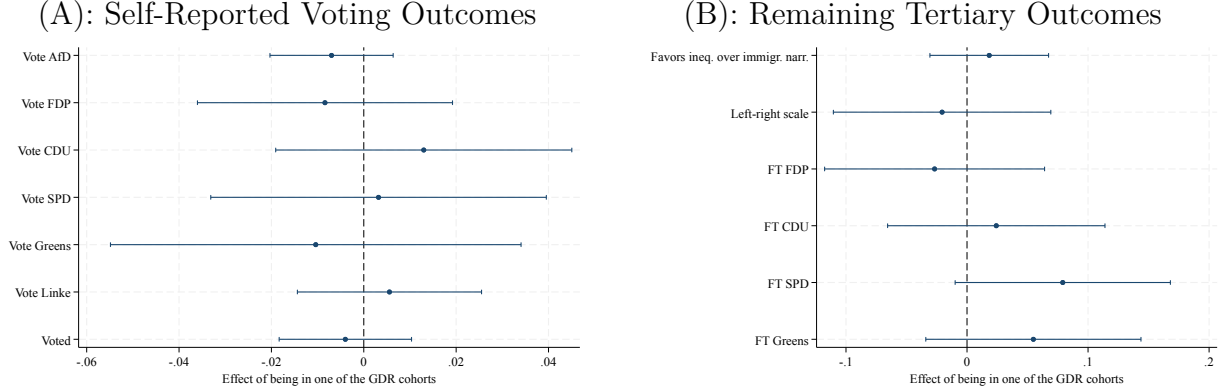 (A): Self-Reported Voting Outcomes
Vote AfD
Vote FDP
Vote CDU
Vote SPD
Vote Greens
Vote Linke
Voted
-.06 -.04 -.02 0 .02 .04
Effect of being in one of the GDR cohorts
(B): Remaining Tertiary Outcomes
Favors ineq. over immigr. narr.
Left-right scale
FT FDP
FT CDU
FT SPD
FT Greens
-.1 0 .1 .2
Effect of being in one of the GDR cohorts